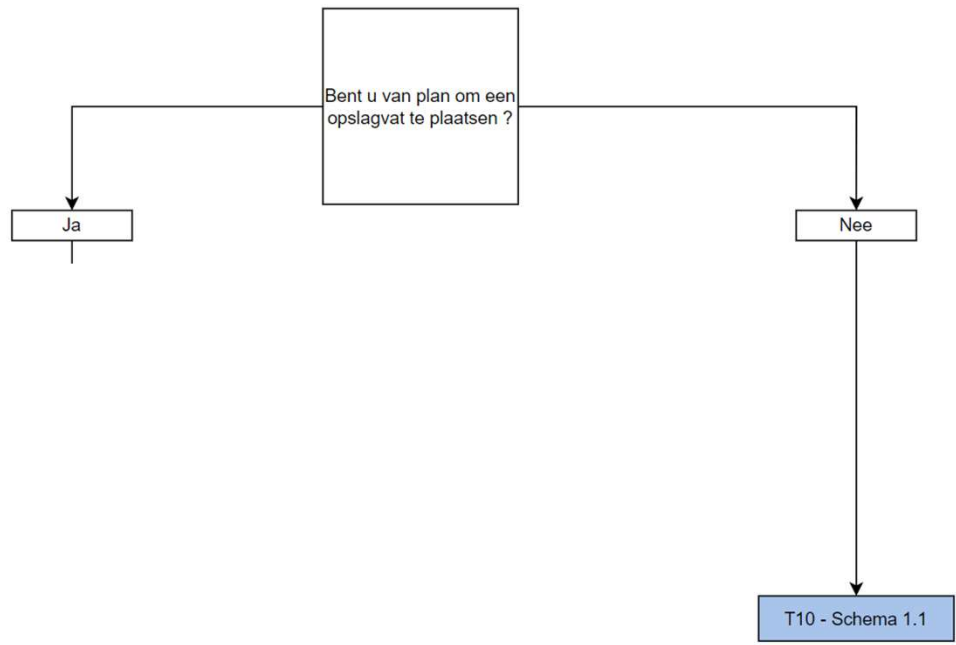 Bent u van plan om een
opslagvat te plaatsen ?
Ja
Nee
T10 - Schema 1.1